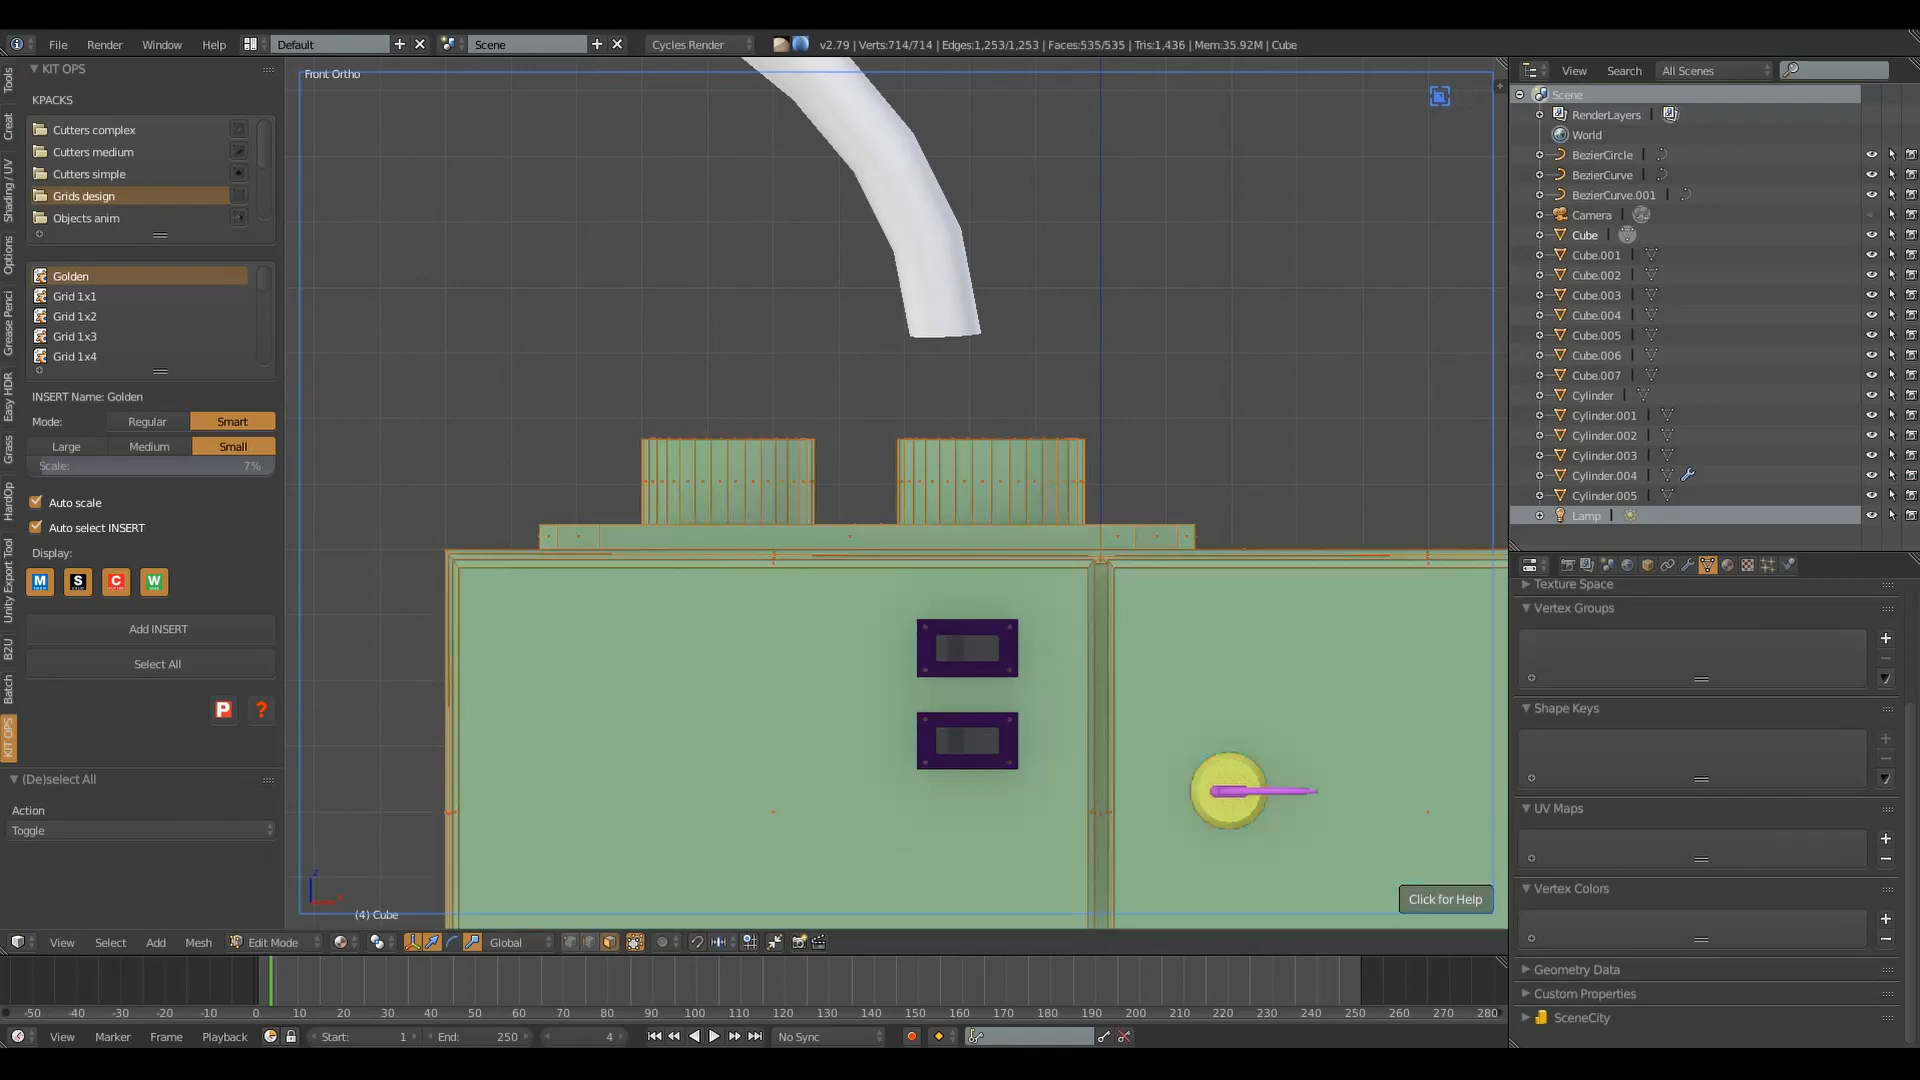 File Render Window Help Default Scene Cycles Render v2.79 | Verts:714/714 | Edges:1,253/1,253 | Faces:535/535 | Tris:1,436 | Mem:35.92M | Cube
KIT OPS
KPACKS
Cutters complex
Cutters medium
Cutters simple
Grids design
Objects anim
Golden
Grid 1x1
Grid 1x2
Grid 1x3
Grid 1x4
INSERT Name: Golden
Mode: Regular Smart
Large Medium Small
Scale: 7%
Auto scale
Auto select INSERT
Display:
M S C W
Add INSERT
Select All
P ?
(De)select All
Action
Toggle
Tools
Creat
Shading / UV
Options
Grease Penci
Easy HDR
Grass
HardOp
Unity Export Tool
B2U
Batch
KIT OPS
Front Ortho
z
(4) Cube
Click for Help
View Search All Scenes
Scene
RenderLayers
World
BezierCircle
BezierCurve
BezierCurve.001
Camera
Cube
Cube.001
Cube.002
Cube.003
Cube.004
Cube.005
Cube.006
Cube.007
Cylinder
Cylinder.001
Cylinder.002
Cylinder.003
Cylinder.004
Cylinder.005
Lamp
Texture Space
Vertex Groups
Shape Keys
UV Maps
Vertex Colors
Geometry Data
Custom Properties
SceneCity
View Select Add Mesh Edit Mode Global
-50 -40 -30 -20 -10 0 10 20 30 40 50 60 70 80 90 100 110 120 130 140 150 160 170 180 190 200 210 220 230 240 250 260 270 280
View Marker Frame Playback Start: 1 End: 250 4 No Sync